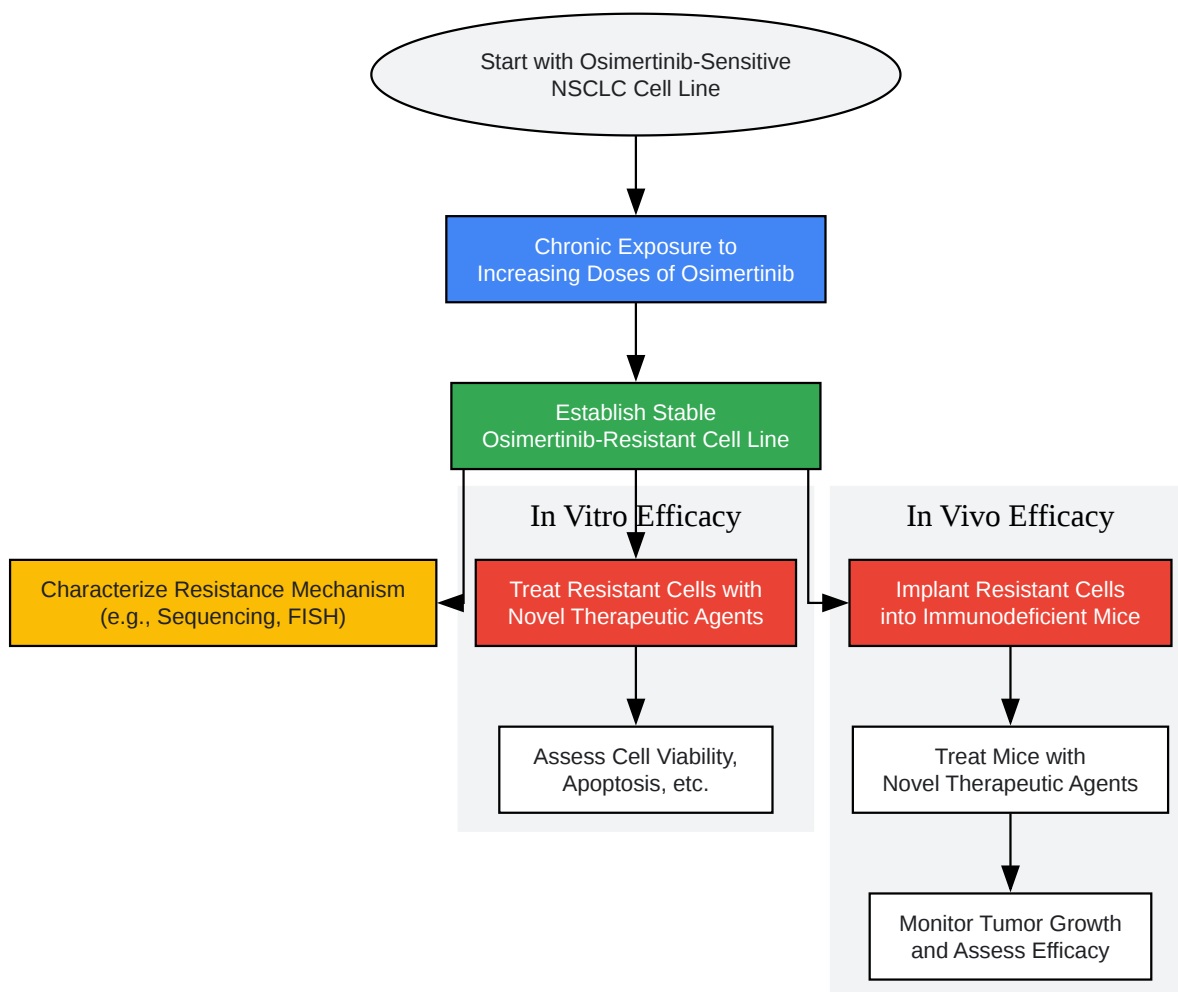 Start with Osimertinib-Sensitive
NSCLC Cell Line
Chronic Exposure to
Increasing Doses of Osimertinib
Establish Stable
Osimertinib-Resistant Cell Line
In Vitro Efficacy
In Vivo Efficacy
Characterize Resistance Mechanism
(e.g., Sequencing, FISH)
Treat Resistant Cells with
Novel Therapeutic Agents
Implant Resistant Cells
into Immunodeficient Mice
Assess Cell Viability,
Apoptosis, etc.
Treat Mice with
Novel Therapeutic Agents
Monitor Tumor Growth
and Assess Efficacy